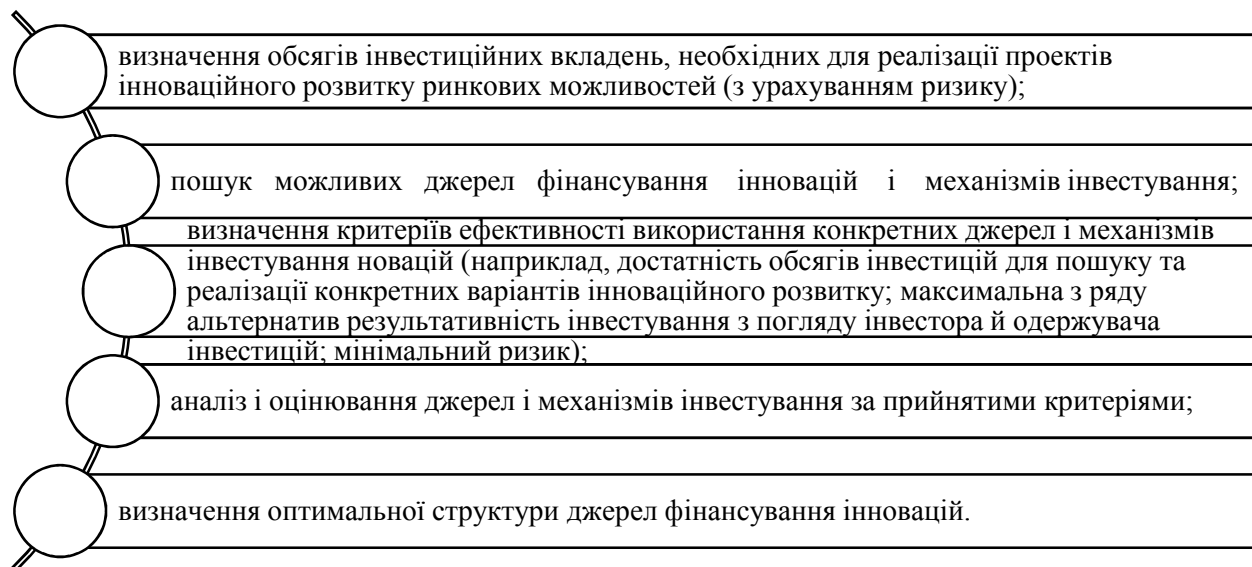 визначення обсягів інвестиційних вкладень, необхідних для реалізації проектів
інноваційного розвитку ринкових можливостей (з урахуванням ризику);
пошук можливих джерел фінансування інновацій і механізмів інвестування;
визначення критеріїв ефективності використання конкретних джерел і механізмів
інвестування новацій (наприклад, достатність обсягів інвестицій для пошуку та
реалізації конкретних варіантів інноваційного розвитку; максимальна з ряду
альтернатив результативність інвестування з погляду інвестора й одержувача
інвестицій; мінімальний ризик);
аналіз і оцінювання джерел і механізмів інвестування за прийнятими критеріями;
визначення оптимальної структури джерел фінансування інновацій.